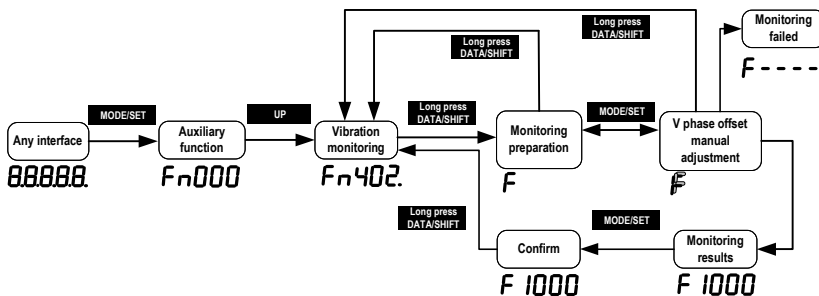 Monitoring
failed
F----
Long press
DATA/SHIFT
Long press
DATA/SHIFT
MODE/SET
UP
Long press
DATA/SHIFT
MODE/SET
Any interface
8.8.8.8.8.
Auxiliary
function
Fn000
Vibration
monitoring
Fn402.
Monitoring
preparation
F
V phase offset
manual
adjustment
F
Long press
DATA/SHIFT
MODE/SET
Confirm
F 1000
Monitoring
results
F 1000